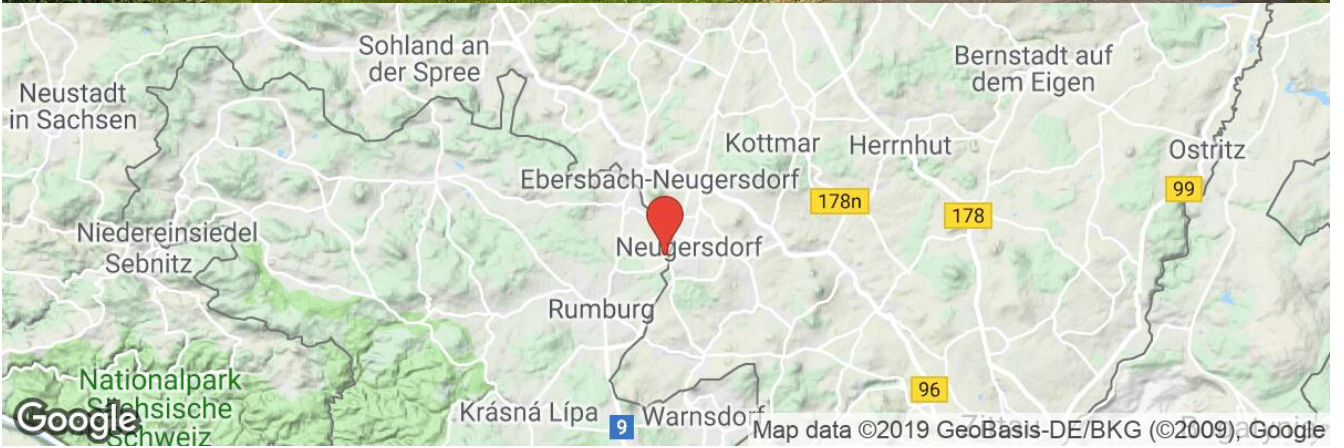 Sohland an
der Spree
Bernstadt auf
dem Eigen
Neustadt
in Sachsen
Kottmar
Herrnhut
Ostritz
Ebersbach-Neugersdorf
99
178n
178
Niedereinsiedel
Sebnitz
Neugersdorf
Rumburg
Nationalpark
Sächsische
Schweiz
96
Krásná Lípa
9
Warnsdorf
Google
Map data ©2019 GeoBasis-DE/BKG (©2009), Google